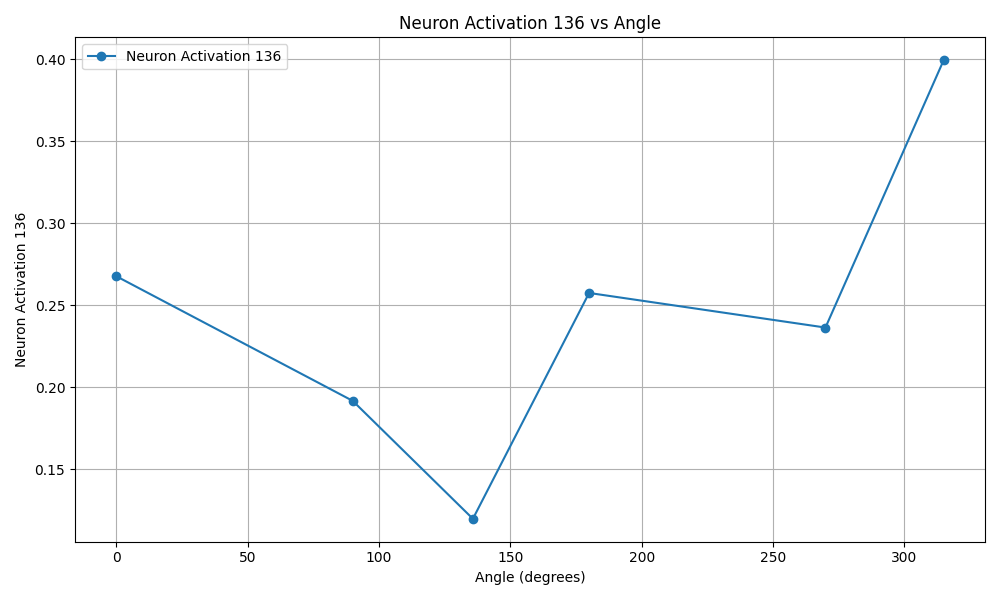 Neuron Activation 136 vs Angle
Neuron Activation 136
0.40
0.35
0.30
0.25
0.20
0.15
Neuron Activation 136
0 50 100 150 200 250 300
Angle (degrees)